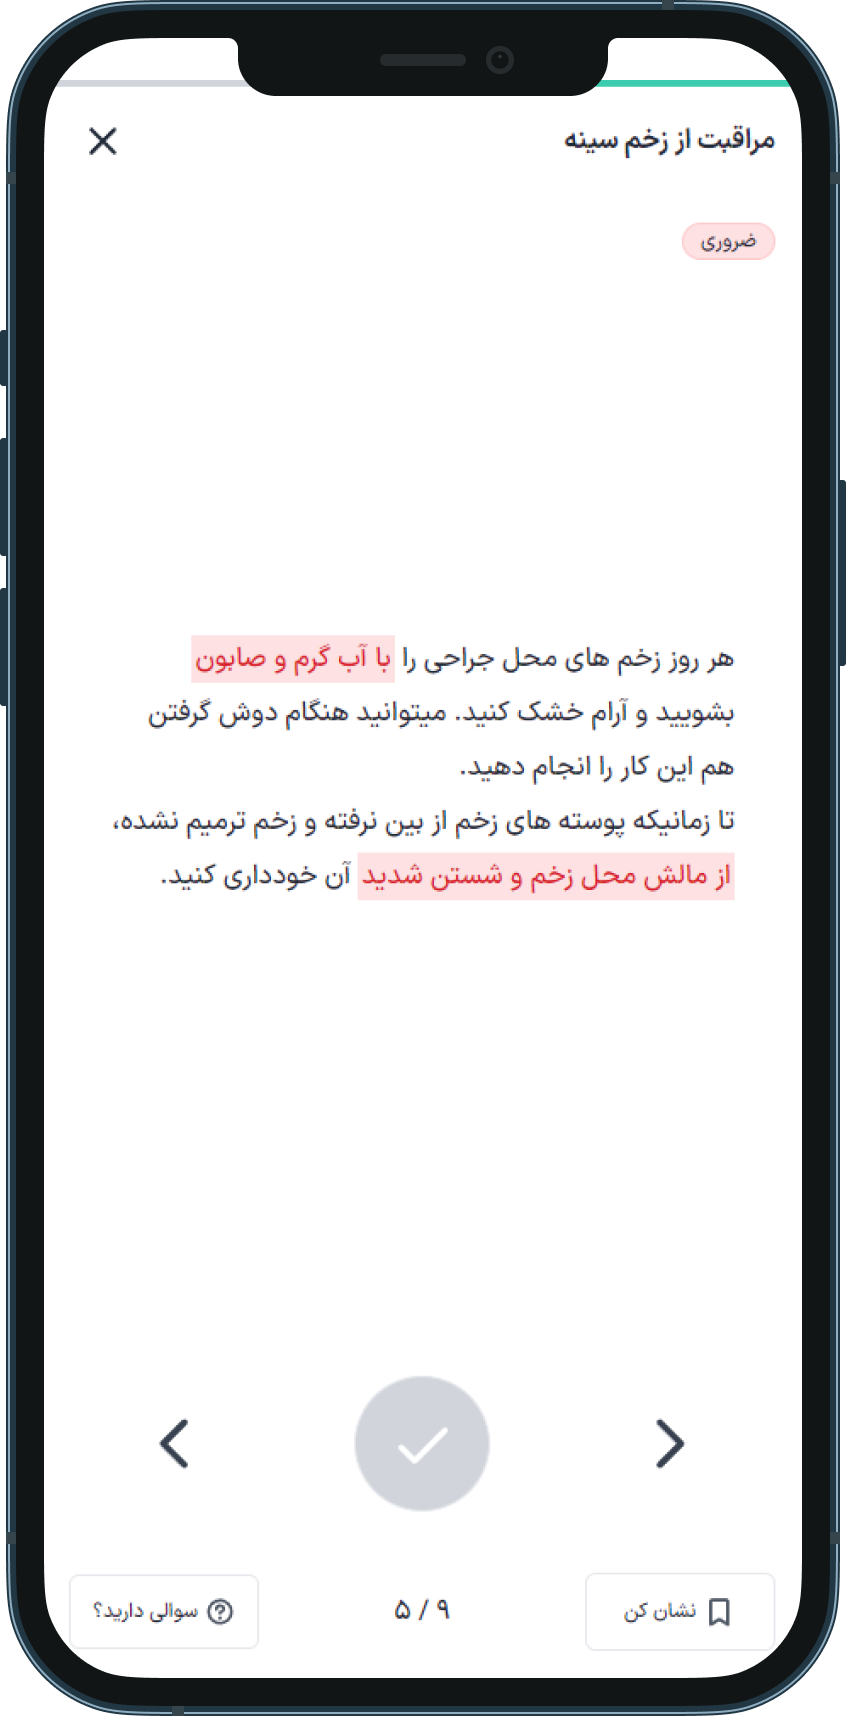 مراقبت از زخم سینه
ضروری
هر روز زخم های محل جراحی را با آب گرم و صابون
بشویید و آرام خشک کنید. میتوانید هنگام دوش گرفتن
هم این کار را انجام دهید.
تا زمانیکه پوسته های زخم از بین نرفته و زخم ترمیم نشده،
از مالش محل زخم و شستن شدید آن خودداری کنید.
نشان کن
۵ / ۹
سوالی دارید؟